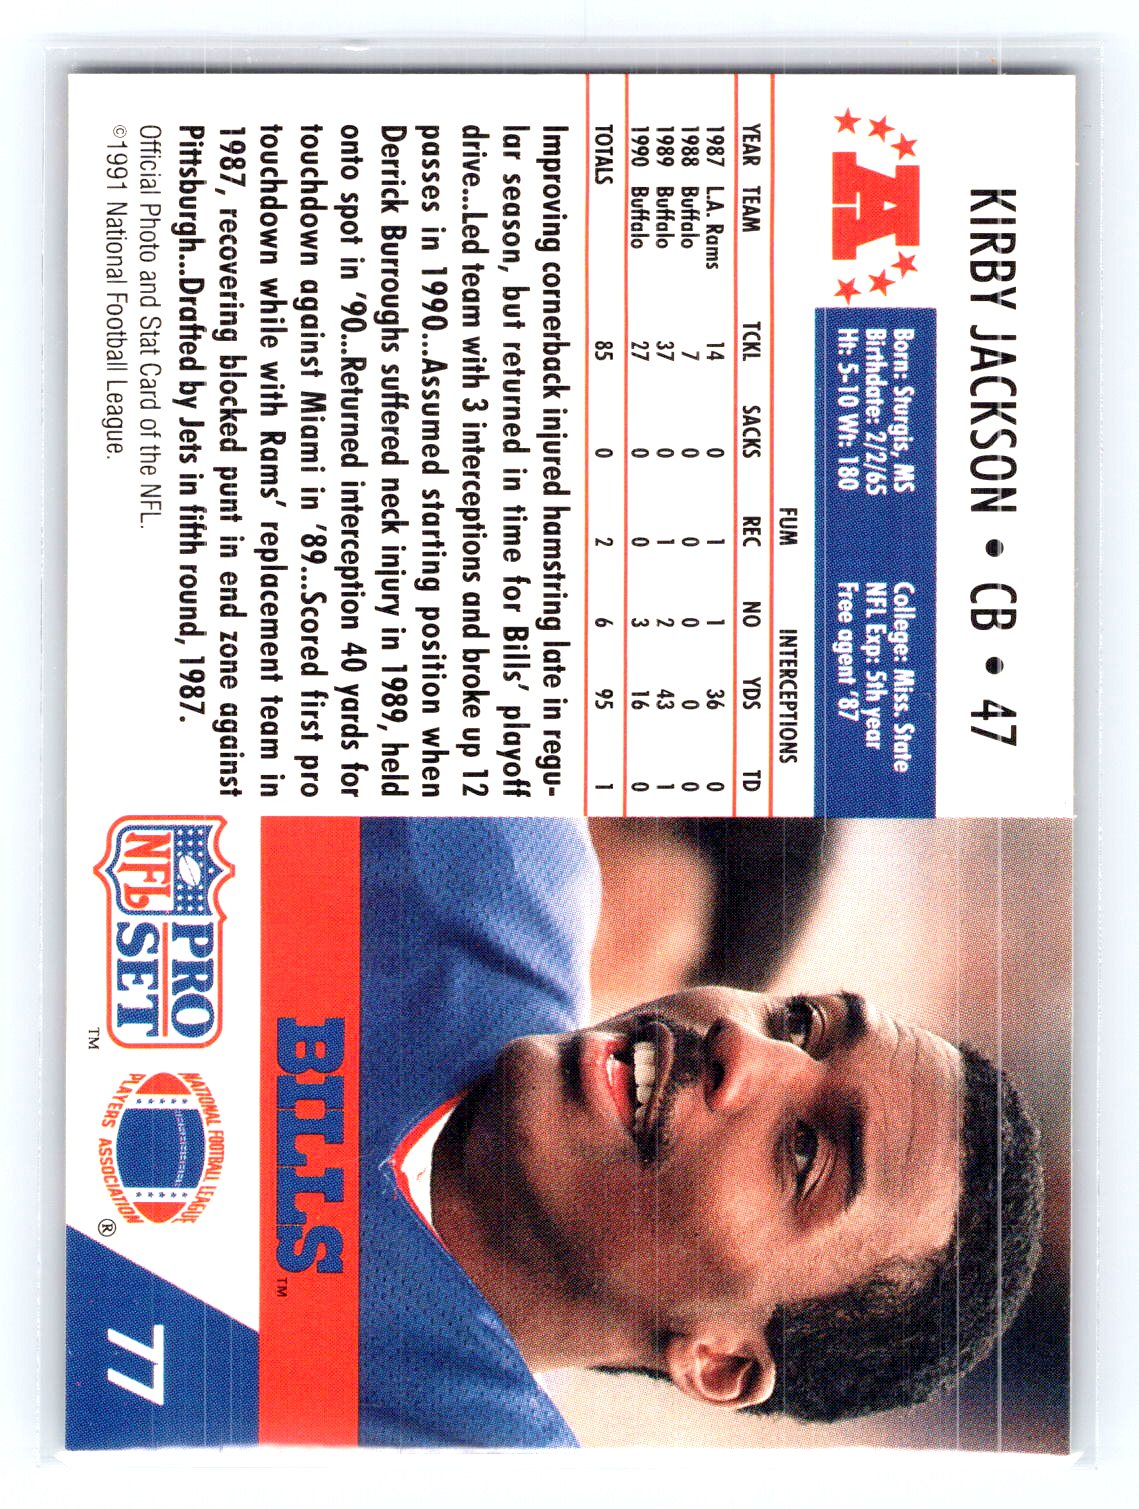 KIRBY JACKSON • CB • 47
A
Born: Sturgis, MS
Birthdate: 2/2/65
Ht: 5-10 Wt: 180
College: Miss. State
NFL Exp: 5th year
Free agent '87
FUM INTERCEPTIONS
YEAR TEAM TCKL SACKS REC NO YDS TD
1987 L.A. Rams 14 0 1 1 36 0
1988 Buffalo 7 0 0 0 0 0
1989 Buffalo 37 0 1 2 43 1
1990 Buffalo 27 0 0 3 16 0
TOTALS 85 0 2 6 95 1
Improving cornerback injured hamstring late in regu-
lar season, but returned in time for Bills' playoff
drive...Led team with 3 interceptions and broke up 12
passes in 1990...Assumed starting position when
Derrick Burroughs suffered neck injury in 1989, held
onto spot in '90...Returned interception 40 yards for
touchdown against Miami in '89...Scored first pro
touchdown while with Rams' replacement team in
1987, recovering blocked punt in end zone against
Pittsburgh...Drafted by Jets in fifth round, 1987.
Official Photo and Stat Card of the NFL.
©1991 National Football League.
BILLS™
NFL
PRO
SET™
NATIONAL FOOTBALL LEAGUE
PLAYERS ASSOCIATION®
77